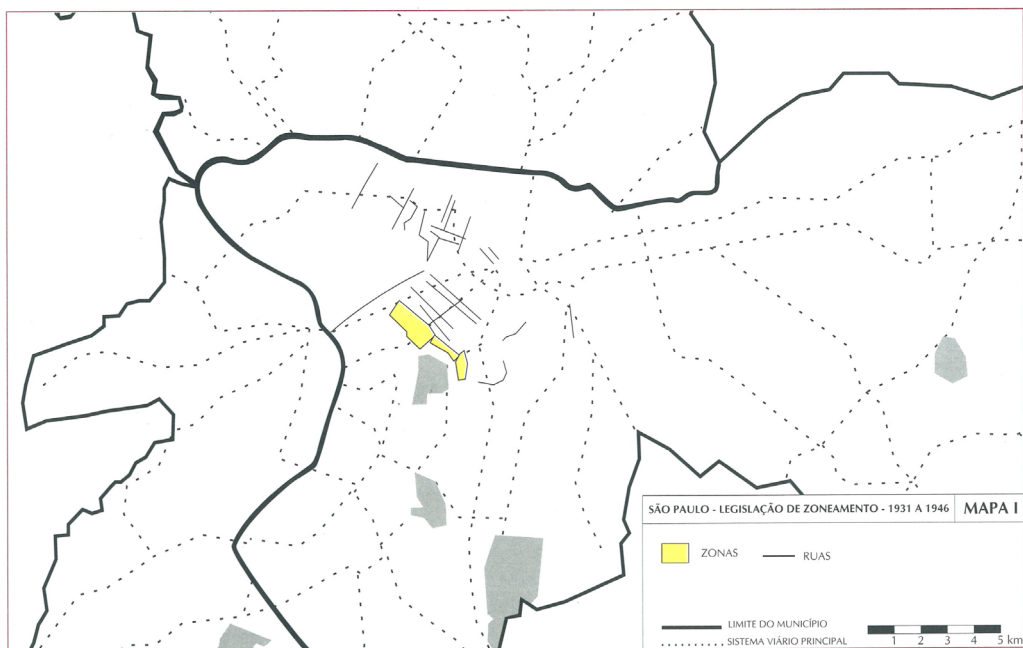 SÃO PAULO - LEGISLAÇÃO DE ZONEAMENTO - 1931 A 1946
MAPA I
ZONAS
RUAS
LIMITE DO MUNICÍPIO
SISTEMA VIÁRIO PRINCIPAL
1 2 3 4 5 km